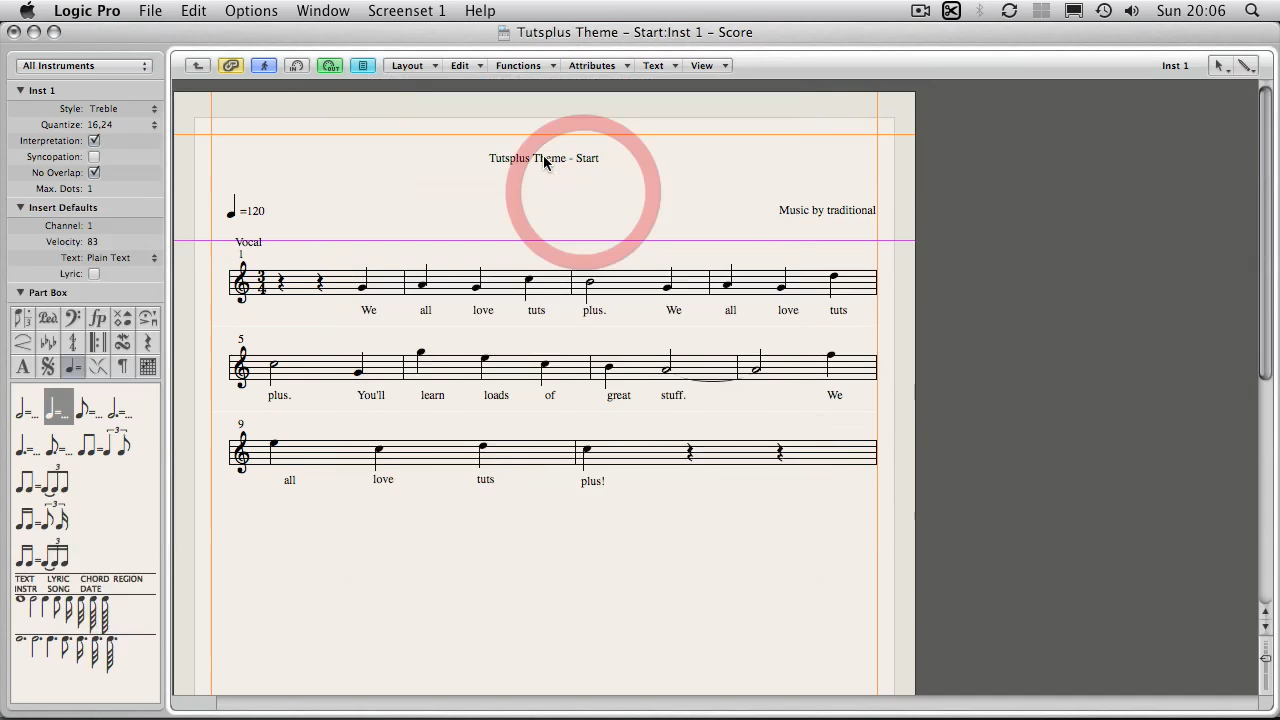 Logic Pro File Edit Options Window Screenset 1 Help Sun 20:06
Tutsplus Theme - Start:Inst 1 - Score
All Instruments Layout Edit Functions Attributes Text View Inst 1
Inst 1
Style: Treble
Quantize: 16,24
Interpretation:
Syncopation:
No Overlap:
Max. Dots: 1
Insert Defaults
Channel: 1
Velocity: 83
Text: Plain Text
Lyric:
Part Box
TEXT LYRIC CHORD REGION
INSTR SONG DATE
Tutsplus Theme - Start
=120 Music by traditional
Vocal
1
3
4
We all love tuts plus. We all love tuts
5
plus. You'll learn loads of great stuff. We
9
all love tuts plus!